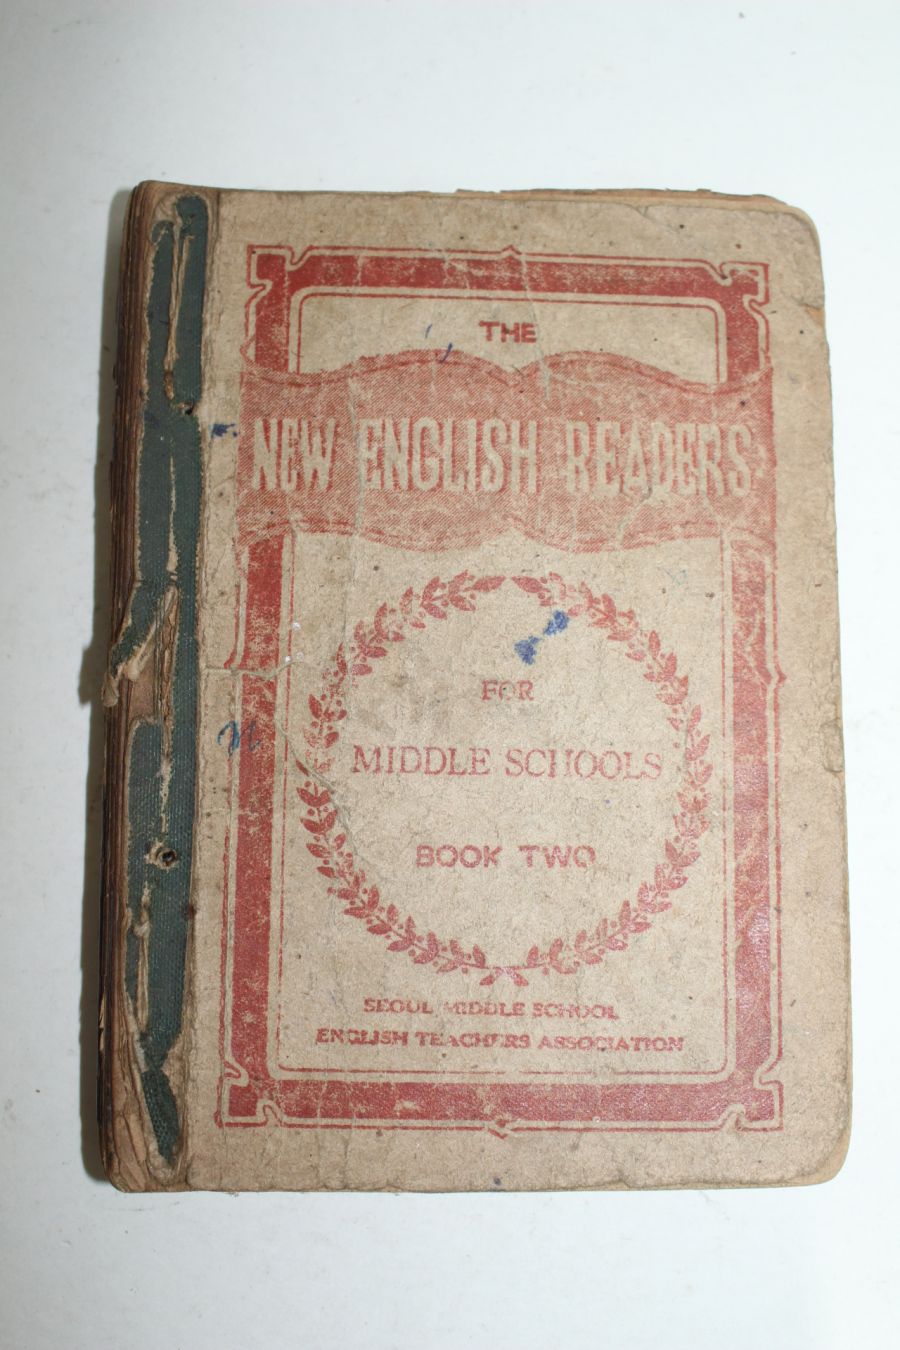 THE
NEW ENGLISH READERS
FOR
MIDDLE SCHOOLS
BOOK TWO
SEOUL MIDDLE SCHOOL
ENGLISH TEACHERS ASSOCIATION